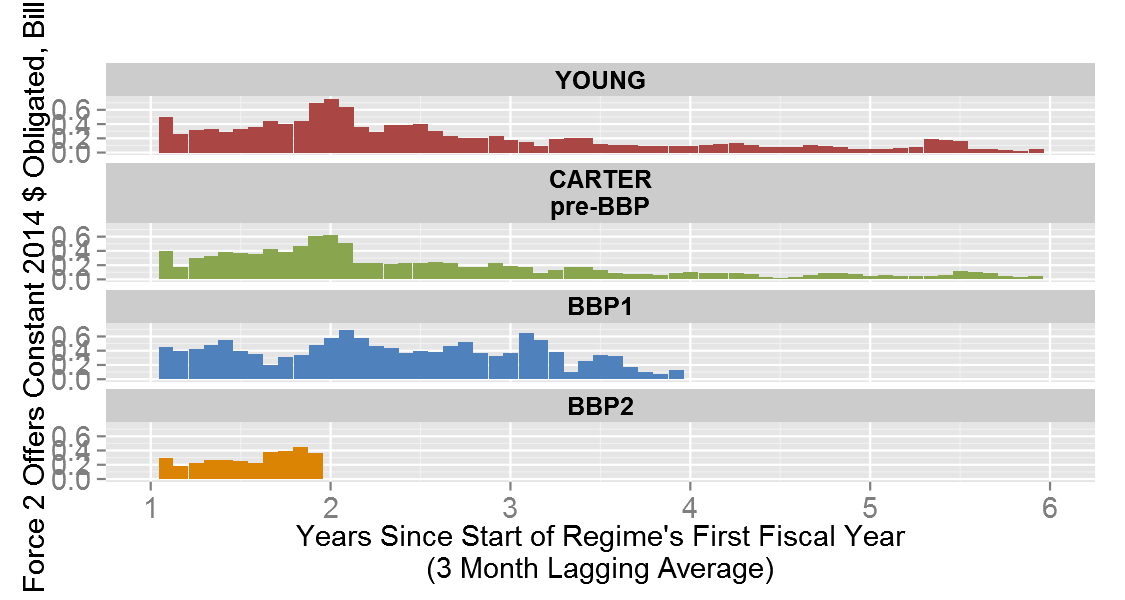 Force 2 Offers Constant 2014 $ Obligated, Bill
YOUNG
0.6
0.4
0.2
0.0
CARTER
pre-BBP
0.6
0.4
0.2
0.0
BBP1
0.6
0.4
0.2
0.0
BBP2
0.6
0.4
0.2
0.0
1 2 3 4 5 6
Years Since Start of Regime's First Fiscal Year
(3 Month Lagging Average)